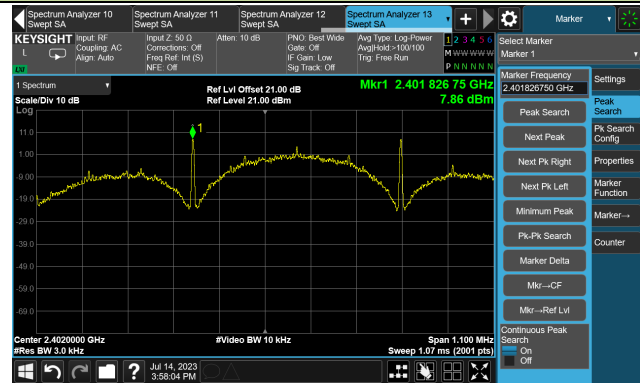 Spectrum Analyzer 10
Swept SA
Spectrum Analyzer 11
Swept SA
Spectrum Analyzer 12
Swept SA
Spectrum Analyzer 13
Swept SA
Marker
KEYSIGHT
L
Input: RF
Coupling: AC
Align: Auto
Input Z: 50 Ω
Corrections: Off
Freq Ref: Int (S)
NFE: Off
Atten: 10 dB
PNO: Best Wide
Gate: Off
IF Gain: Low
Sig Track: Off
Avg Type: Log-Power
Avg|Hold:>100/100
Trig: Free Run
1 2 3 4 5 6
M W W W W W
P N N N N N
Select Marker
Marker 1
1 Spectrum
Scale/Div 10 dB
Log
Ref Lvl Offset 21.00 dB
Ref Level 21.00 dBm
Mkr1 2.401 826 75 GHz
7.86 dBm
11.0
1.00
-9.00
-19.0
-29.0
-39.0
-49.0
-59.0
-69.0
1
Center 2.4020000 GHz
#Res BW 3.0 kHz
#Video BW 10 kHz
Span 1.100 MHz
Sweep 1.07 ms (2001 pts)
Marker Frequency
2.401826750 GHz
Peak Search
Next Peak
Next Pk Right
Next Pk Left
Minimum Peak
Pk-Pk Search
Marker Delta
Mkr→CF
Mkr→Ref Lvl
Continuous Peak
Search
On
Off
Settings
Peak
Search
Pk Search
Config
Properties
Marker
Function
Marker→
Counter
?
Jul 14, 2023
3:58:04 PM